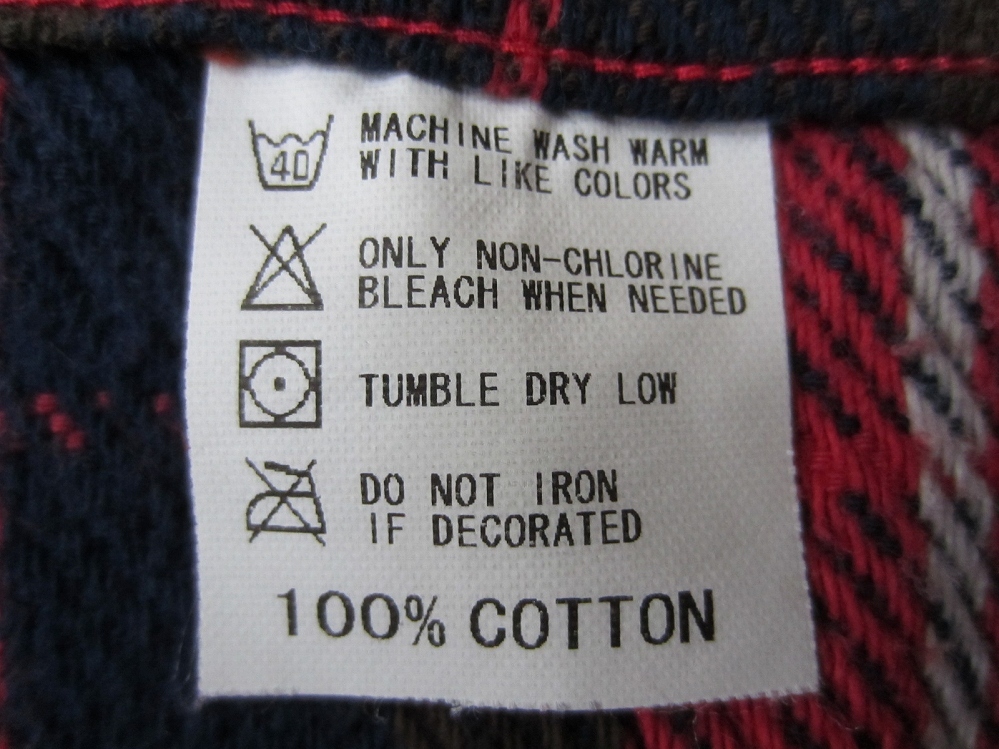 40
MACHINE WASH WARM
WITH LIKE COLORS
ONLY NON-CHLORINE
BLEACH WHEN NEEDED
TUMBLE DRY LOW
DO NOT IRON
IF DECORATED
100% COTTON